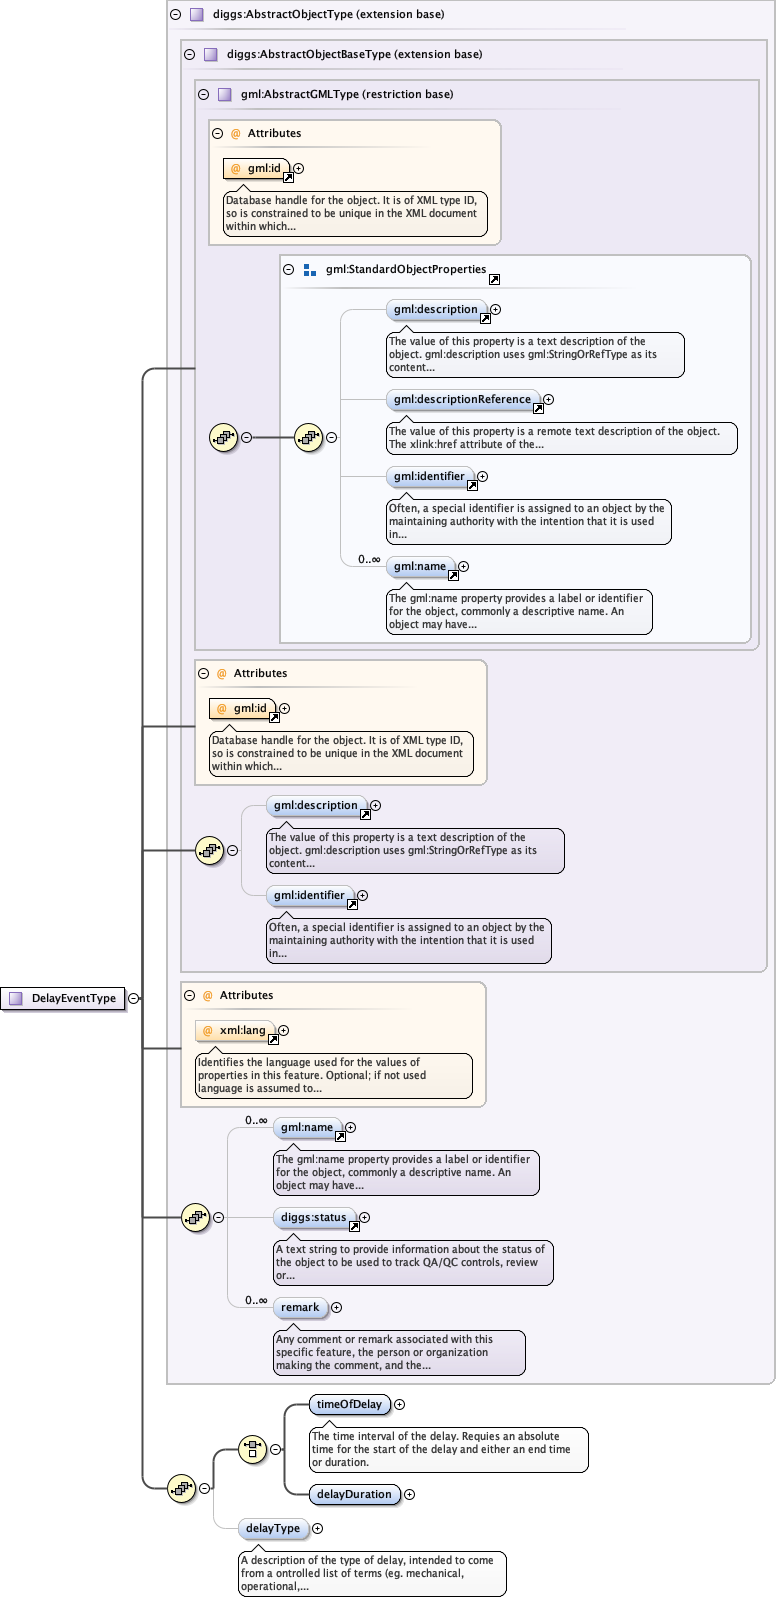 diggs:AbstractObjectType (extension base)
diggs:AbstractObjectBaseType (extension base)
gml:AbstractGMLType (restriction base)
@ Attributes
@ gml:id
Database handle for the object. It is of XML type ID,
so is constrained to be unique in the XML document
within which...
gml:StandardObjectProperties
gml:description
The value of this property is a text description of the
object. gml:description uses gml:StringOrRefType as its
content...
gml:descriptionReference
The value of this property is a remote text description of the object.
The xlink:href attribute of the...
gml:identifier
Often, a special identifier is assigned to an object by the
maintaining authority with the intention that it is used
in...
0..∞
gml:name
The gml:name property provides a label or identifier
for the object, commonly a descriptive name. An
object may have...
@ Attributes
@ gml:id
Database handle for the object. It is of XML type ID,
so is constrained to be unique in the XML document
within which...
gml:description
The value of this property is a text description of the
object. gml:description uses gml:StringOrRefType as its
content...
gml:identifier
Often, a special identifier is assigned to an object by the
maintaining authority with the intention that it is used
in...
DelayEventType
@ Attributes
@ xml:lang
Identifies the language used for the values of
properties in this feature. Optional; if not used
language is assumed to...
0..∞
gml:name
The gml:name property provides a label or identifier
for the object, commonly a descriptive name. An
object may have...
diggs:status
A text string to provide information about the status of
the object to be used to track QA/QC controls, review
or...
0..∞
remark
Any comment or remark associated with this
specific feature, the person or organization
making the comment, and the...
timeOfDelay
The time interval of the delay. Requies an absolute
time for the start of the delay and either an end time
or duration.
delayDuration
delayType
A description of the type of delay, intended to come
from a ontrolled list of terms (eg. mechanical,
operational,...